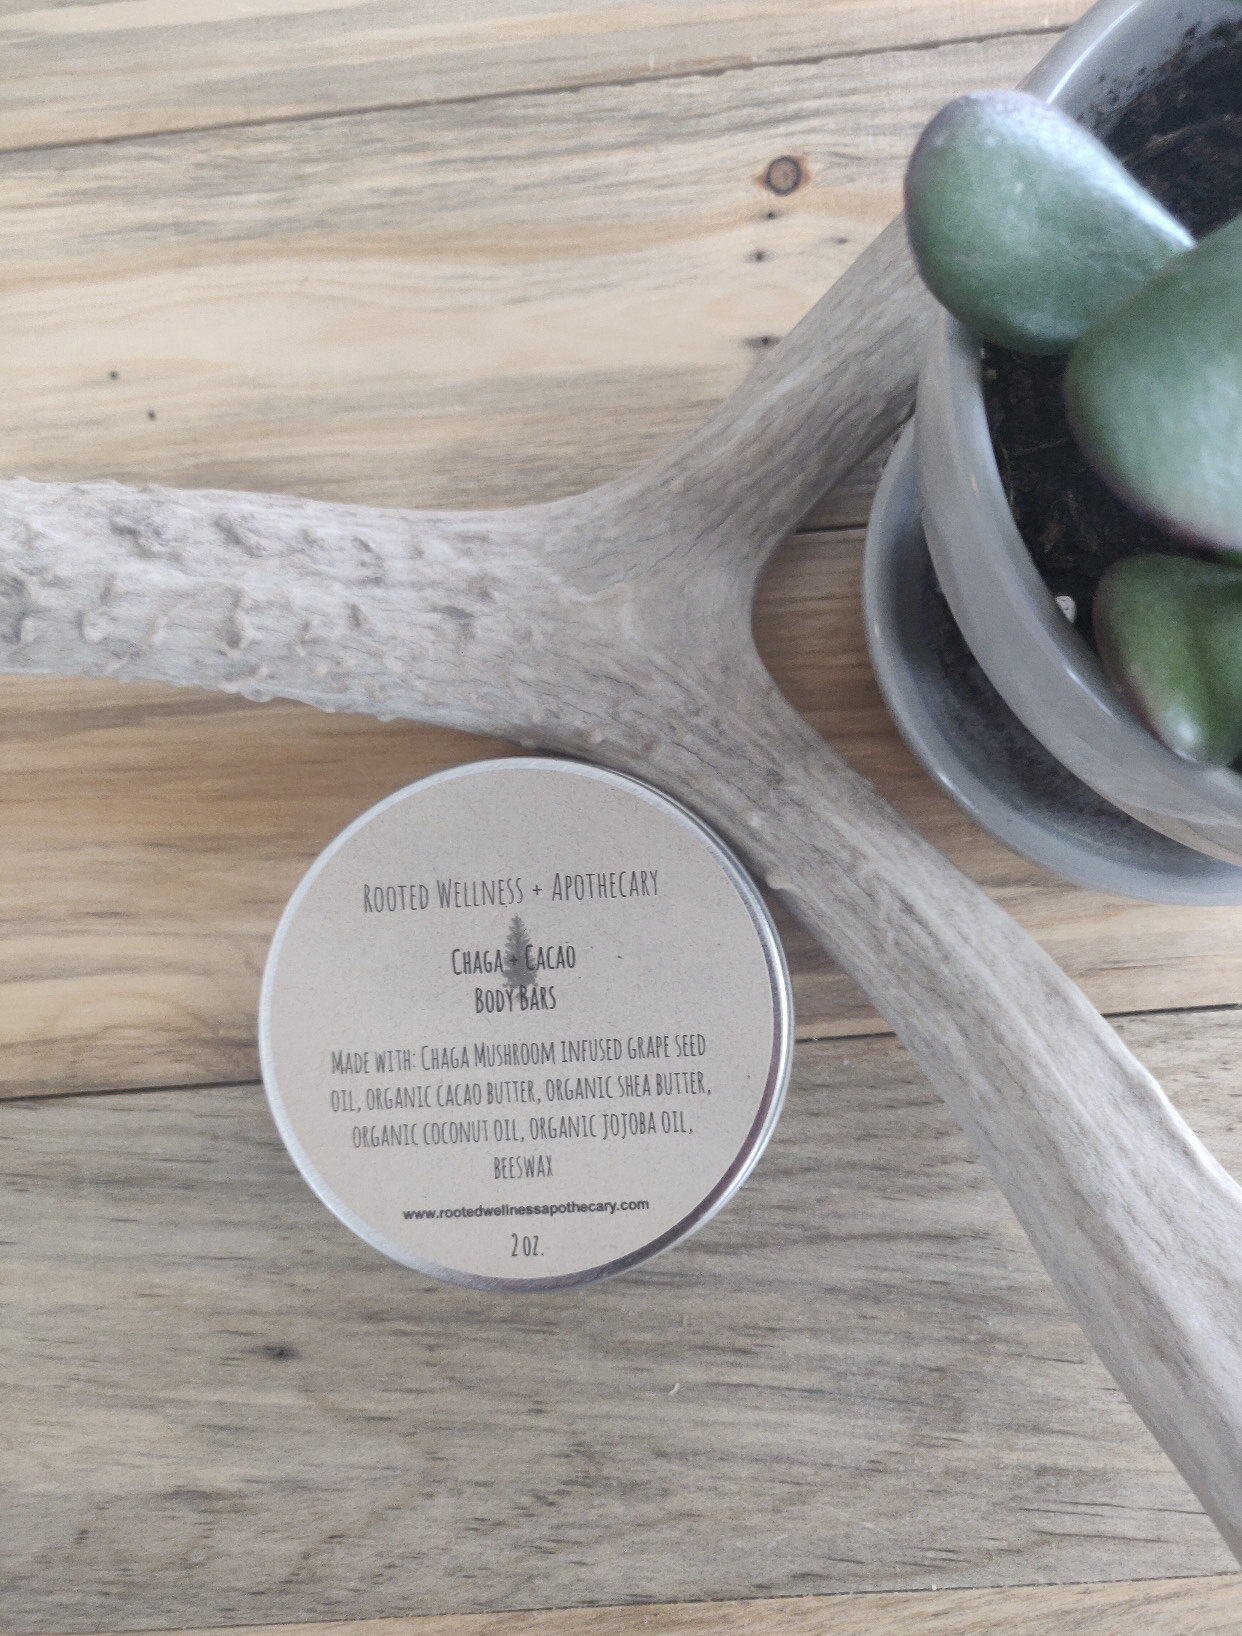 Rooted Wellness + Apothecary
Chaga + Cacao
Body Bars
Made with: Chaga Mushroom infused grape seed
oil, organic cacao butter, organic shea butter,
organic coconut oil, organic jojoba oil,
beeswax
www.rootedwellnessapothecary.com
2 oz.